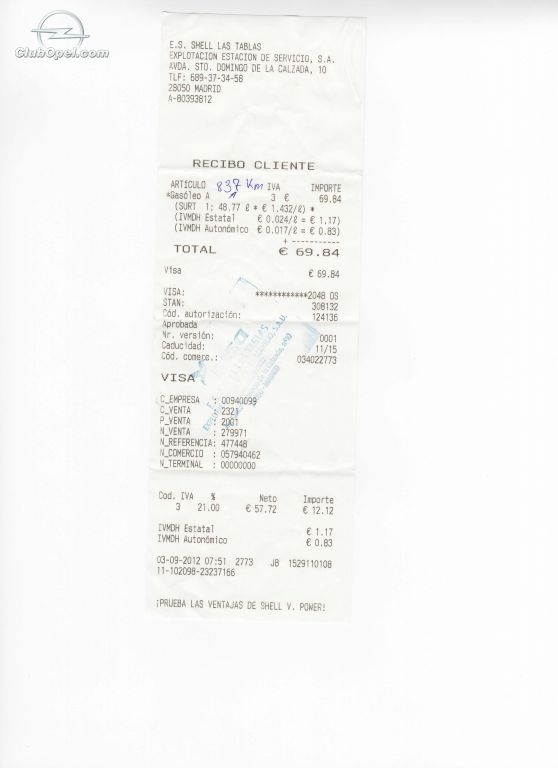 ClubOpel.com
E.S. SHELL LAS TABLAS
EXPLOTACION ESTACION DE SERVICIO, S.A.
AVDA. STO. DOMINGO DE LA CALZADA, 10
TLF: 689-37-34-58
28050 MADRID
A-80393812
RECIBO CLIENTE
ARTICULO 837 Km IVA IMPORTE
*Gasóleo A 3 € 69.84
(SURT 1; 48.77 ℓ * € 1.432/ℓ) *
(IVMDH Estatal € 0.024/ℓ = € 1.17)
(IVMDH Autonómico € 0.017/ℓ = € 0.83)
+ -----------
TOTAL € 69.84
Visa € 69.84
VISA: ************2048 OS
STAN: 308132
Cód. autorización: 124136
Aprobada
Nr. versión: 0001
Caducidad: 11/15
Cód. comerc.: 034022773
VISA
C_EMPRESA : 00940099
C_VENTA : 2321
P_VENTA : 2001
N_VENTA : 279971
N_REFERENCIA: 477448
N_COMERCIO : 057940462
N_TERMINAL : 00000000
Cod. IVA % Neto Importe
3 21.00 € 57.72 € 12.12
IVMDH Estatal € 1.17
IVMDH Autonómico € 0.83
03-09-2012 07:51 2773 JB 1529110108
11-102098-23237166
¡PRUEBA LAS VENTAJAS DE SHELL V. POWER!